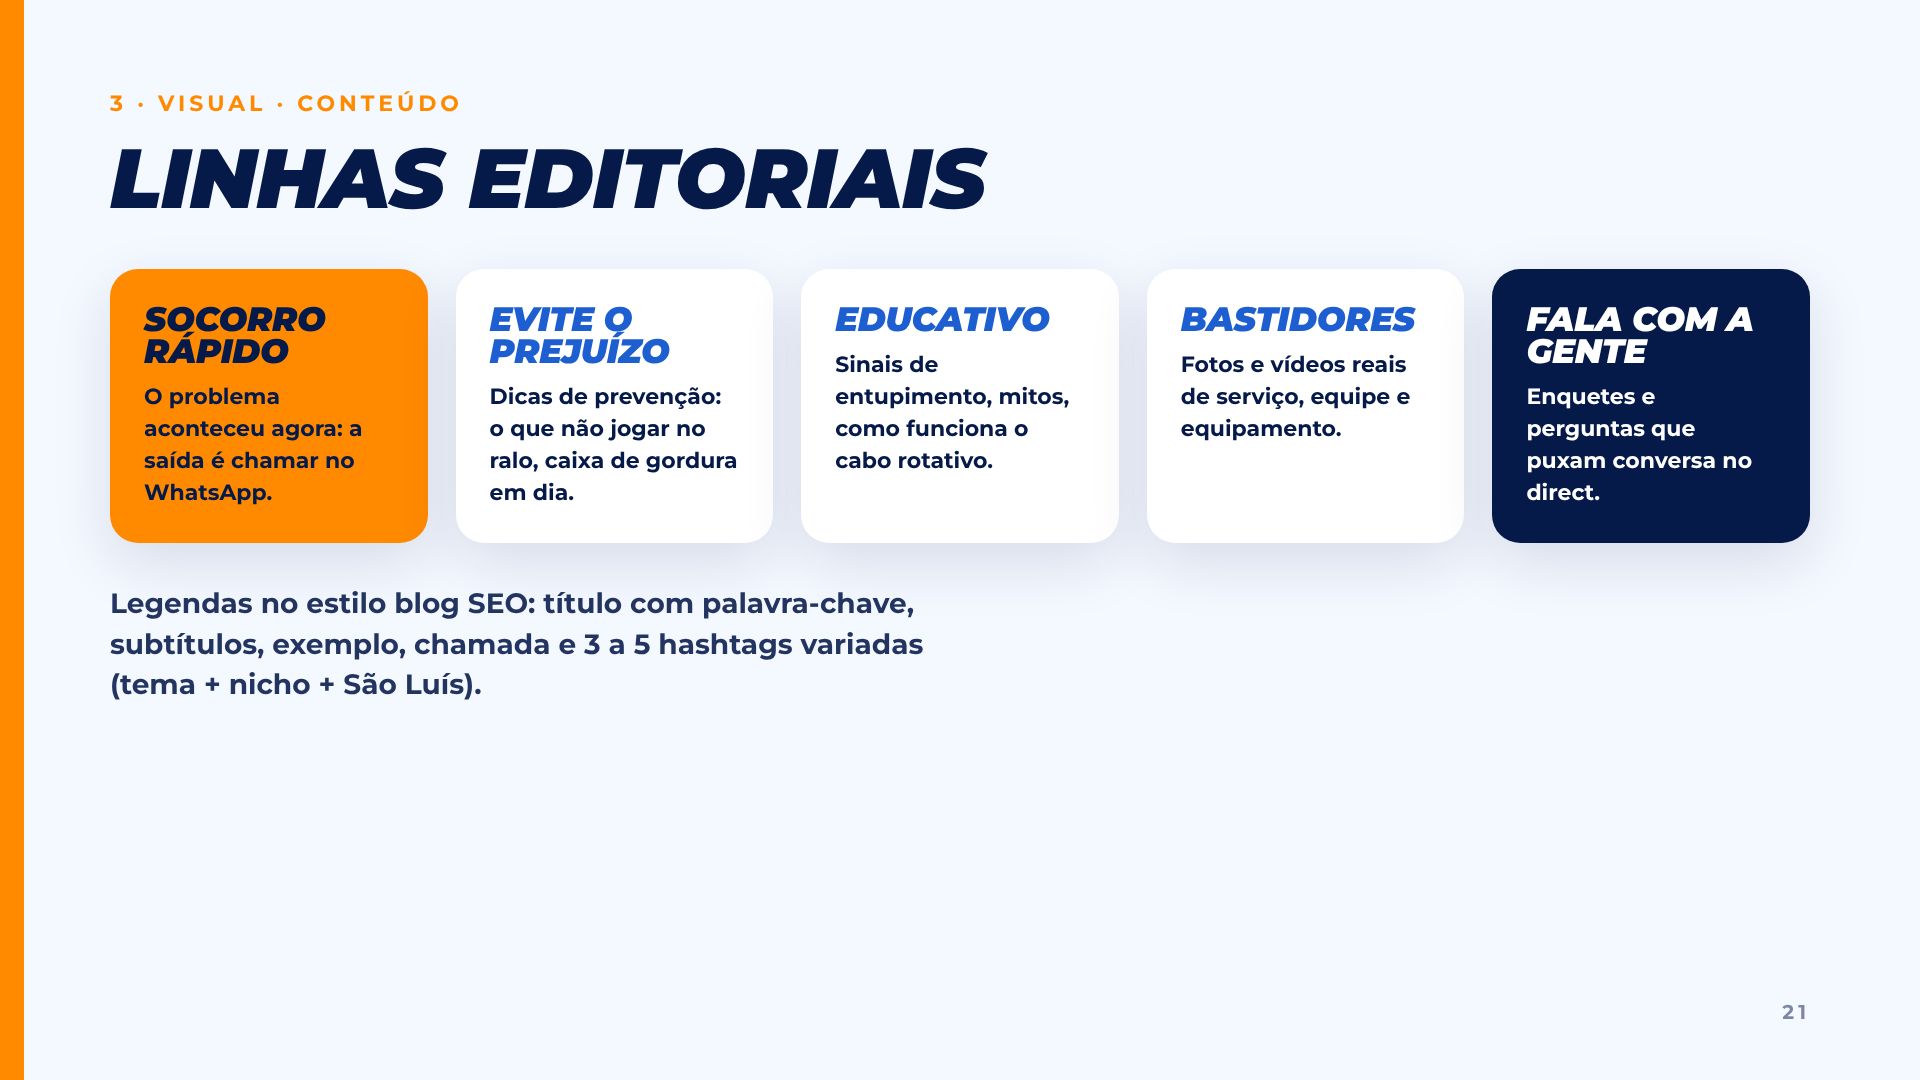 3 · VISUAL · CONTEÚDO
LINHAS EDITORIAIS
SOCORRO
RÁPIDO
O problema
aconteceu agora: a
saída é chamar no
WhatsApp.
EVITE O
PREJUÍZO
Dicas de prevenção:
o que não jogar no
ralo, caixa de gordura
em dia.
EDUCATIVO
Sinais de
entupimento, mitos,
como funciona o
cabo rotativo.
BASTIDORES
Fotos e vídeos reais
de serviço, equipe e
equipamento.
FALA COM A
GENTE
Enquetes e
perguntas que
puxam conversa no
direct.
Legendas no estilo blog SEO: título com palavra-chave,
subtítulos, exemplo, chamada e 3 a 5 hashtags variadas
(tema + nicho + São Luís).
21